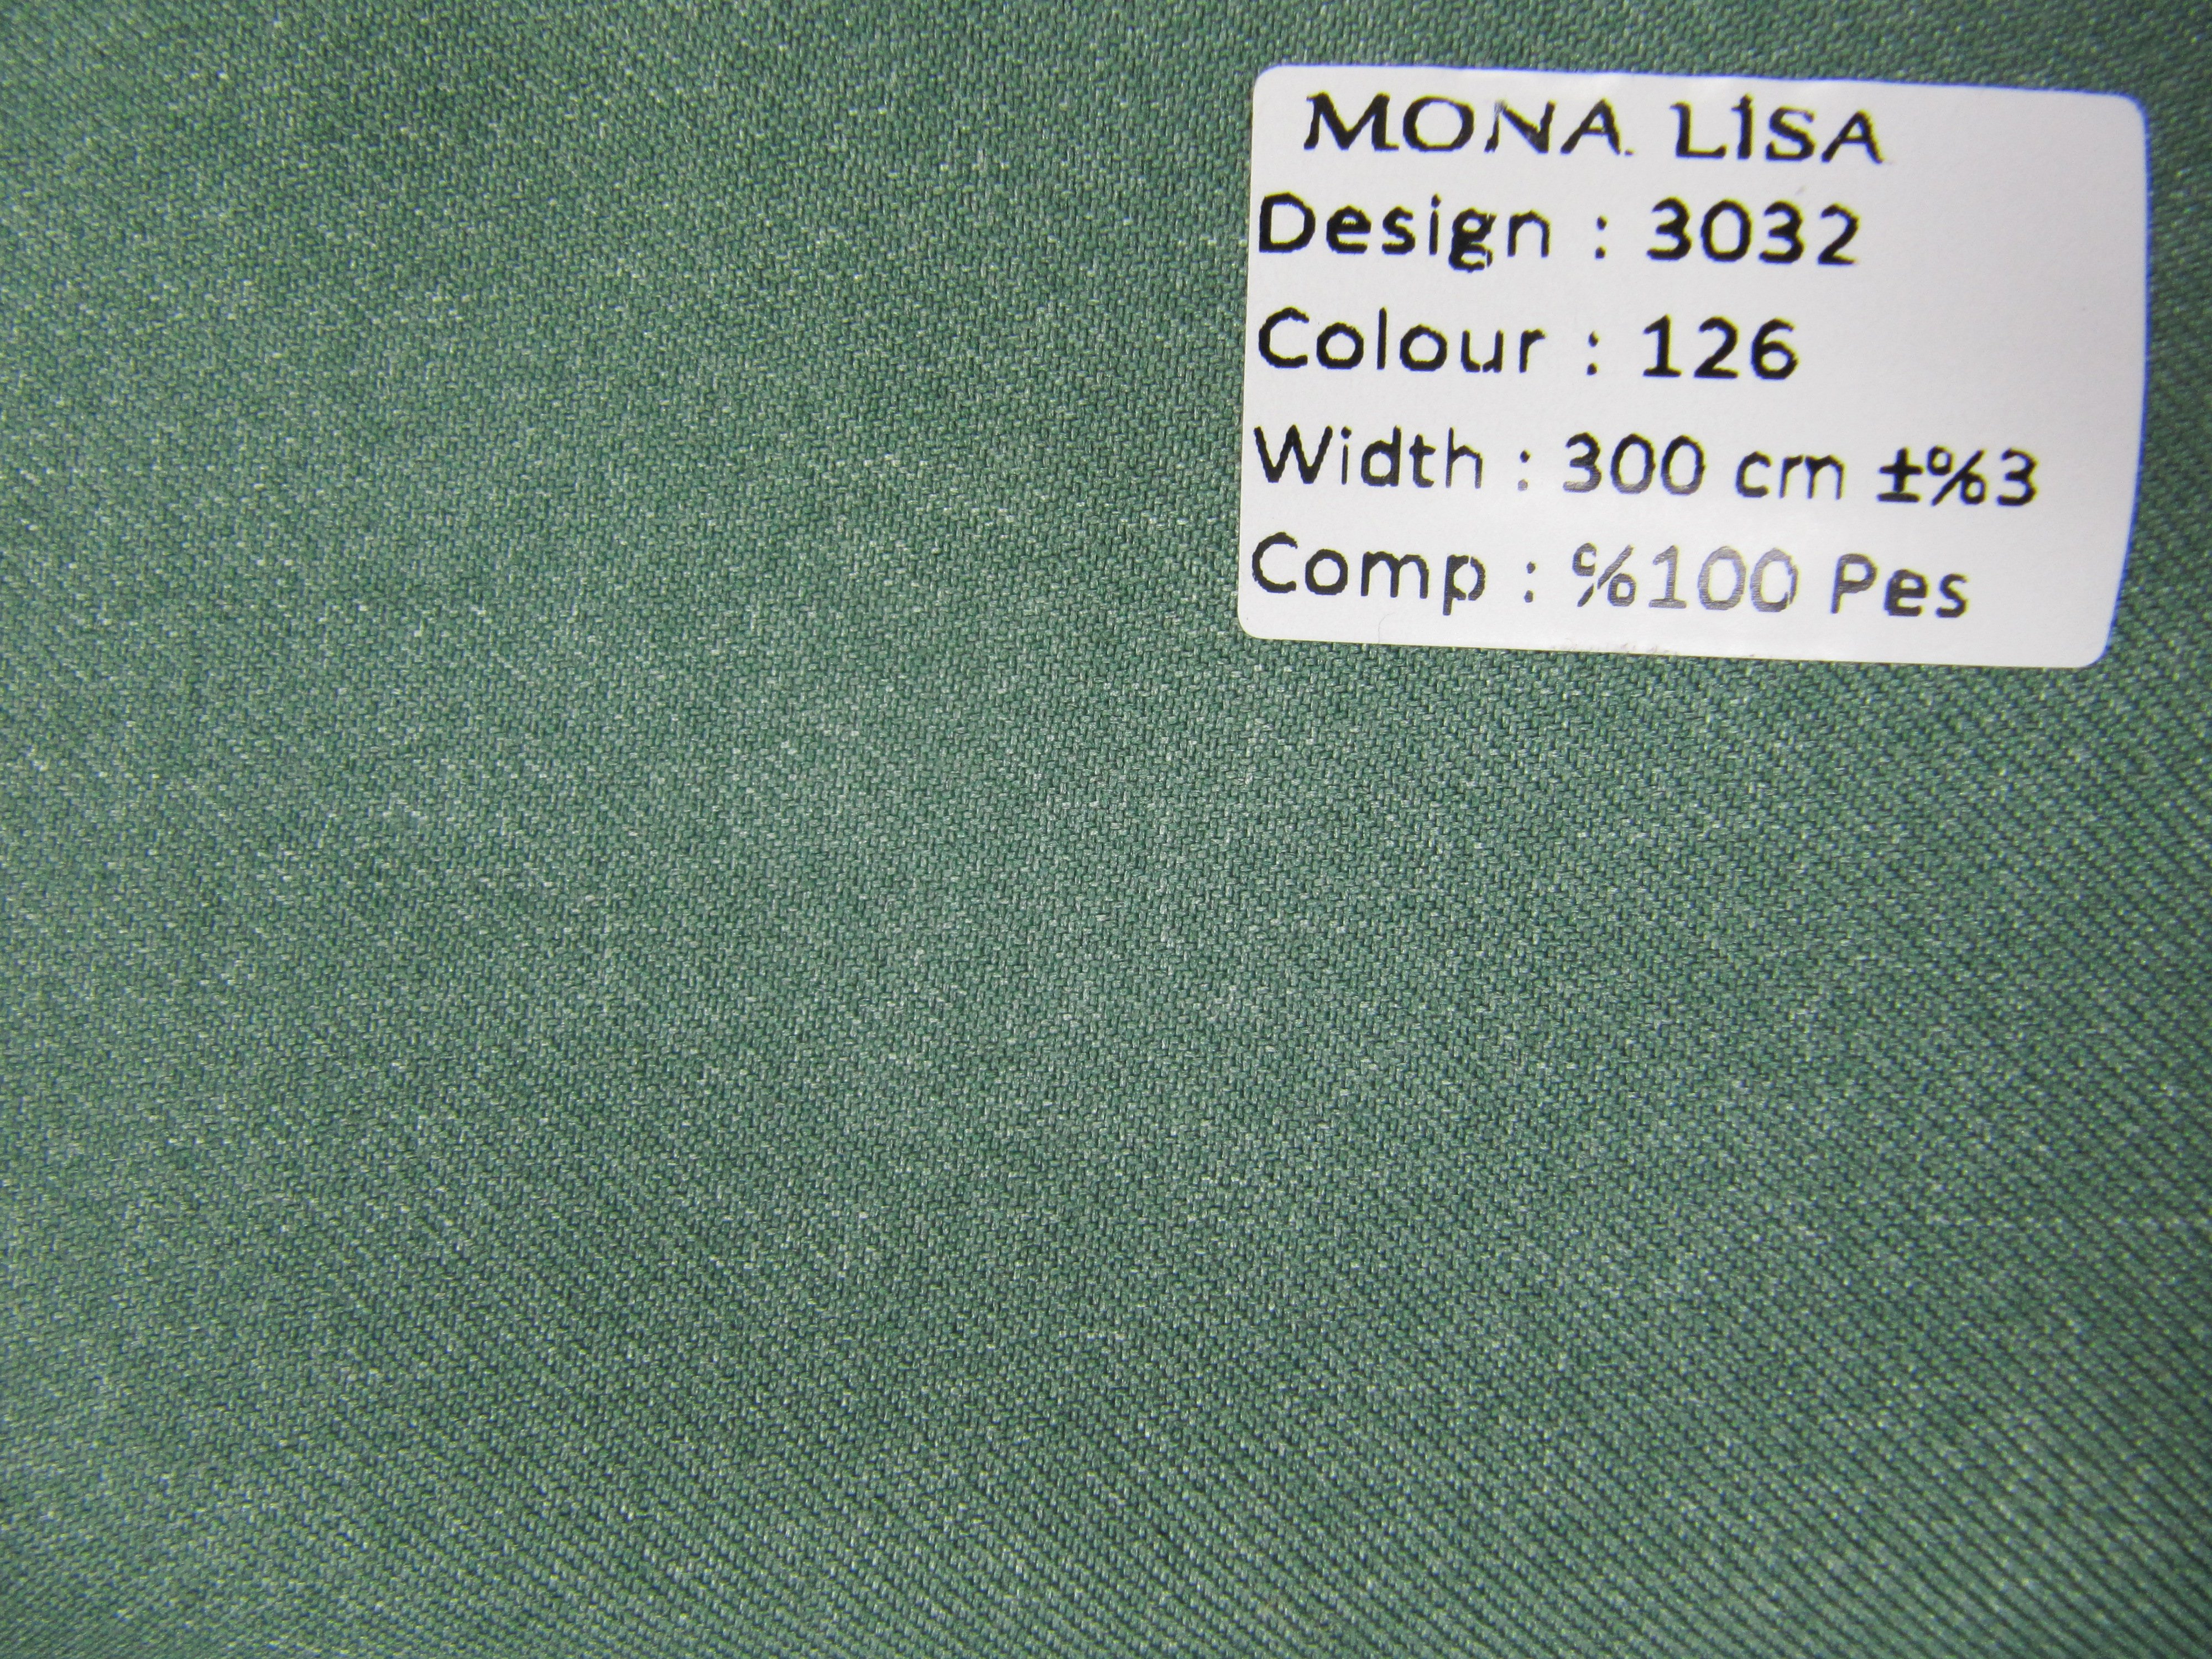 MONA LİSA
Design : 3032
Colour : 126
Width : 300 cm ±%3
Comp : %100 Pes